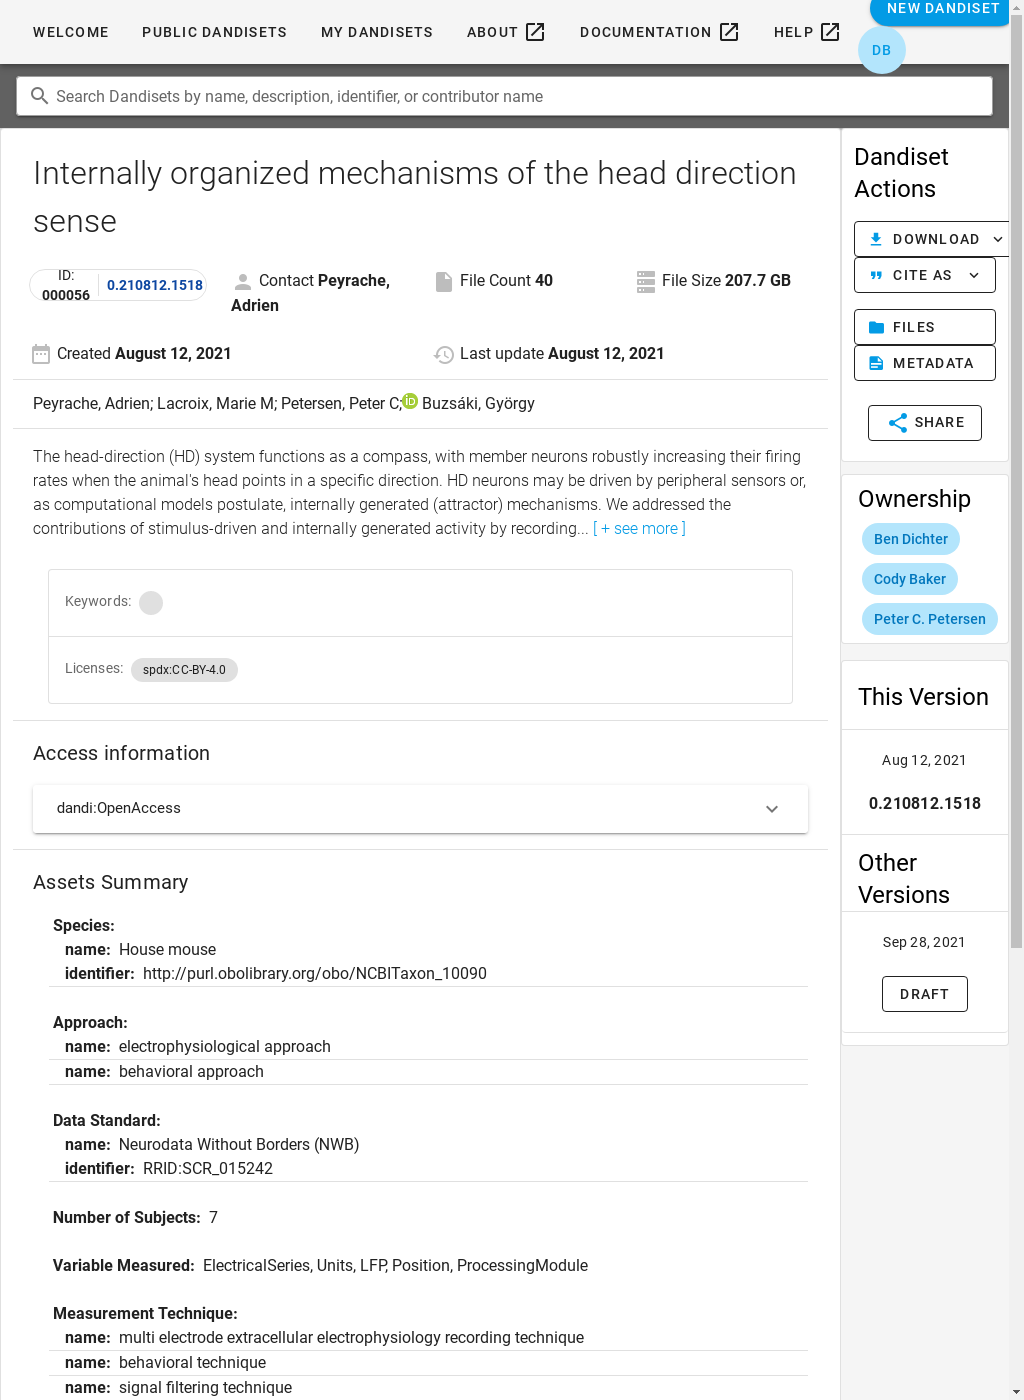 WELCOME PUBLIC DANDISETS MY DANDISETS ABOUT DOCUMENTATION HELP NEW DANDISET
DB
Search Dandisets by name, description, identifier, or contributor name
Internally organized mechanisms of the head direction
sense
ID:
000056 0.210812.1518
Contact Peyrache,
Adrien
File Count 40
File Size 207.7 GB
Created August 12, 2021
Last update August 12, 2021
Peyrache, Adrien; Lacroix, Marie M; Petersen, Peter C; iD Buzsáki, György
The head-direction (HD) system functions as a compass, with member neurons robustly increasing their firing
rates when the animal's head points in a specific direction. HD neurons may be driven by peripheral sensors or,
as computational models postulate, internally generated (attractor) mechanisms. We addressed the
contributions of stimulus-driven and internally generated activity by recording... [ + see more ]
Keywords:
Licenses: spdx:CC-BY-4.0
Access information
dandi:OpenAccess
Assets Summary
Species:
name: House mouse
identifier: http://purl.obolibrary.org/obo/NCBITaxon_10090
Approach:
name: electrophysiological approach
name: behavioral approach
Data Standard:
name: Neurodata Without Borders (NWB)
identifier: RRID:SCR_015242
Number of Subjects: 7
Variable Measured: ElectricalSeries, Units, LFP, Position, ProcessingModule
Measurement Technique:
name: multi electrode extracellular electrophysiology recording technique
name: behavioral technique
name: signal filtering technique
Dandiset
Actions
DOWNLOAD
CITE AS
FILES
METADATA
SHARE
Ownership
Ben Dichter
Cody Baker
Peter C. Petersen
This Version
Aug 12, 2021
0.210812.1518
Other
Versions
Sep 28, 2021
DRAFT